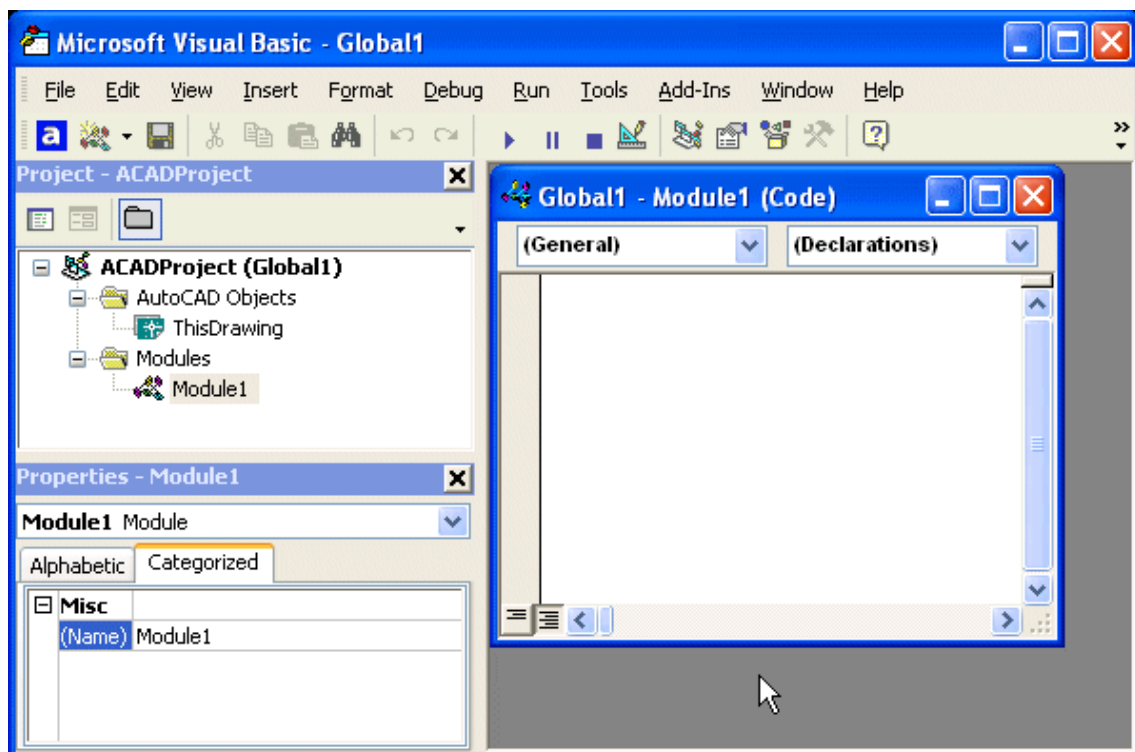 Microsoft Visual Basic - Global1
File Edit View Insert Format Debug Run Tools Add-Ins Window Help
Project - ACADProject
ACADProject (Global1)
AutoCAD Objects
ThisDrawing
Modules
Module1
Properties - Module1
Module1 Module
Alphabetic Categorized
Misc
(Name) Module1
Global1 - Module1 (Code)
(General) (Declarations)